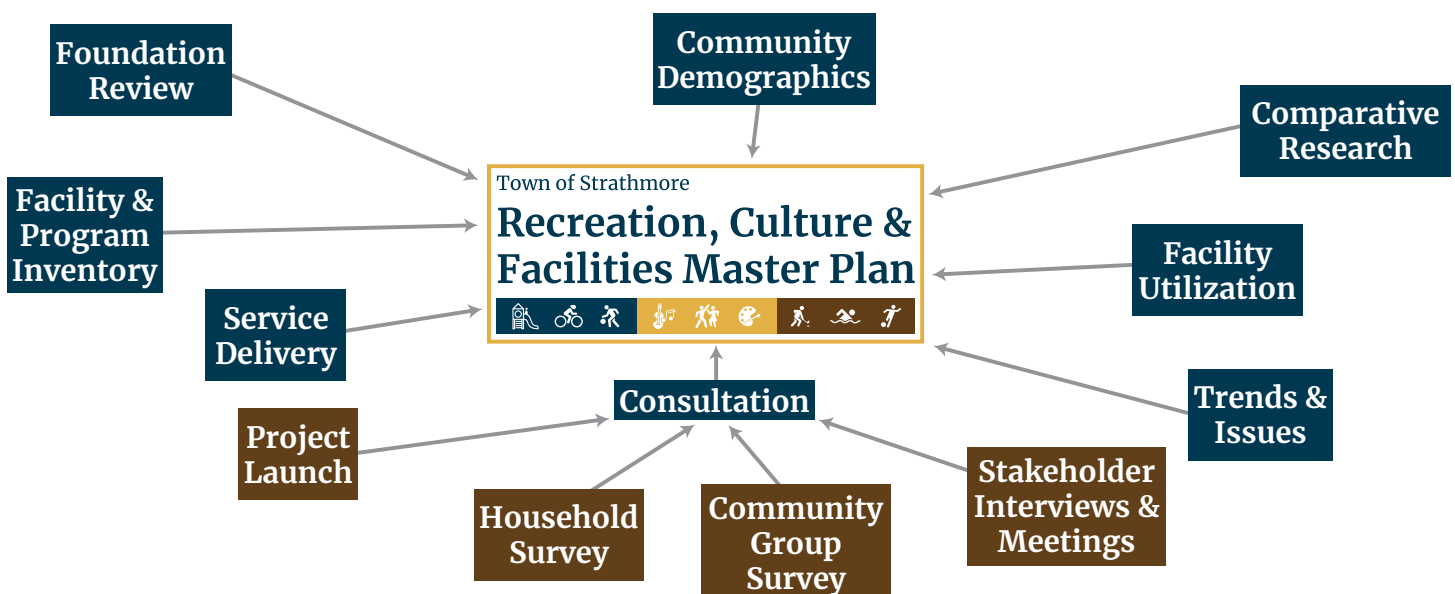 Foundation
Review
Community
Demographics
Comparative
Research
Facility &
Program
Inventory
Town of Strathmore
Recreation, Culture &
Facilities Master Plan
Facility
Utilization
Service
Delivery
Consultation
Trends &
Issues
Project
Launch
Household
Survey
Community
Group
Survey
Stakeholder
Interviews &
Meetings